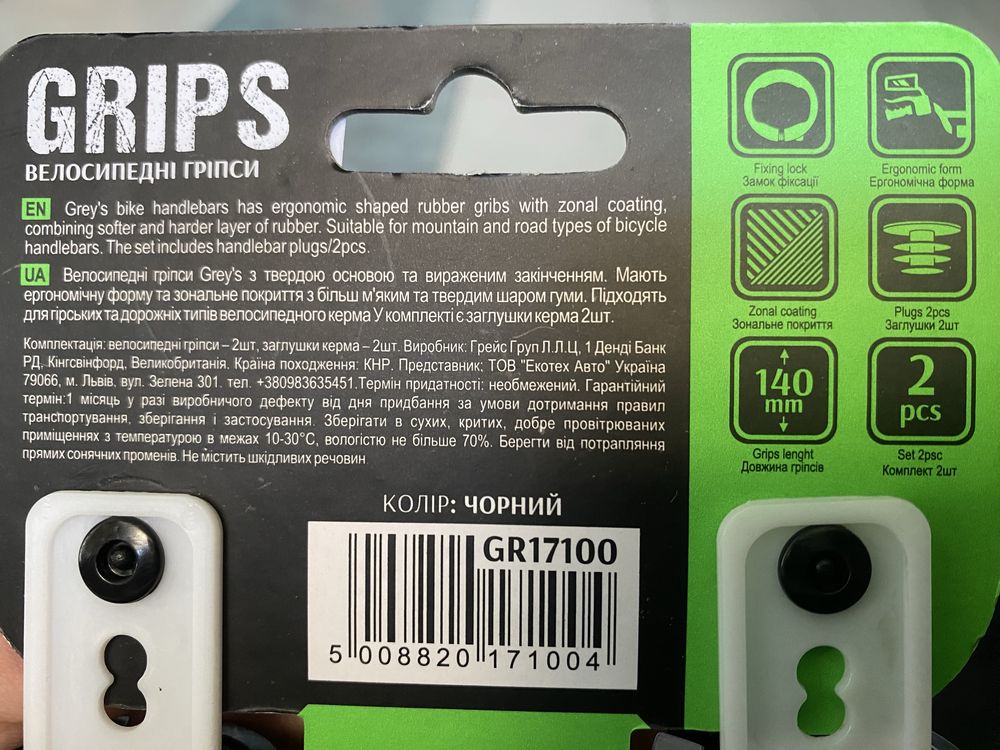 GRIPS
ВЕЛОСИПЕДНІ ГРІПСИ
EN Grey's bike handlebars has ergonomic shaped rubber gribs with zonal coating,
combining softer and harder layer of rubber. Suitable for mountain and road types of bicycle
handlebars. The set includes handlebar plugs/2pcs.
UA Велосипедні гріпси Grey's з твердою основою та вираженим закінченням. Мають
ергономічну форму та зональне покриття з більш м'яким та твердим шаром гуми. Підходять
для гірських та дорожніх типів велосипедного керма У комплекті є заглушки керма 2шт.
Комплектація: велосипедні гріпси – 2шт, заглушки керма – 2шт. Виробник: Грейс Груп Л.Л.Ц, 1 Денді Банк
РД, Кінгсвінфорд, Великобританія. Країна походження: КНР. Представник: ТОВ "Екотех Авто" Україна
79066, м. Львів, вул. Зелена 301. тел. +380983635451.Термін придатності: необмежений. Гарантійний
термін:1 місяць у разі виробничого дефекту від дня придбання за умови дотримання правил
транспортування, зберігання і застосування. Зберігати в сухих, критих, добре провітрюваних
приміщеннях з температурою в межах 10-30°С, вологістю не більше 70%. Берегти від потрапляння
прямих сонячних променів. Не містить шкідливих речовин
КОЛІР: ЧОРНИЙ
GR17100
5 008820 171004
Fixing lock
Замок фіксації
Ergonomic form
Ергономічна форма
Zonal coating
Зональне покриття
Plugs 2pcs
Заглушки 2шт
140
mm
Grips lenght
Довжина гріпсів
2
pcs
Set 2psc
Комплект 2шт